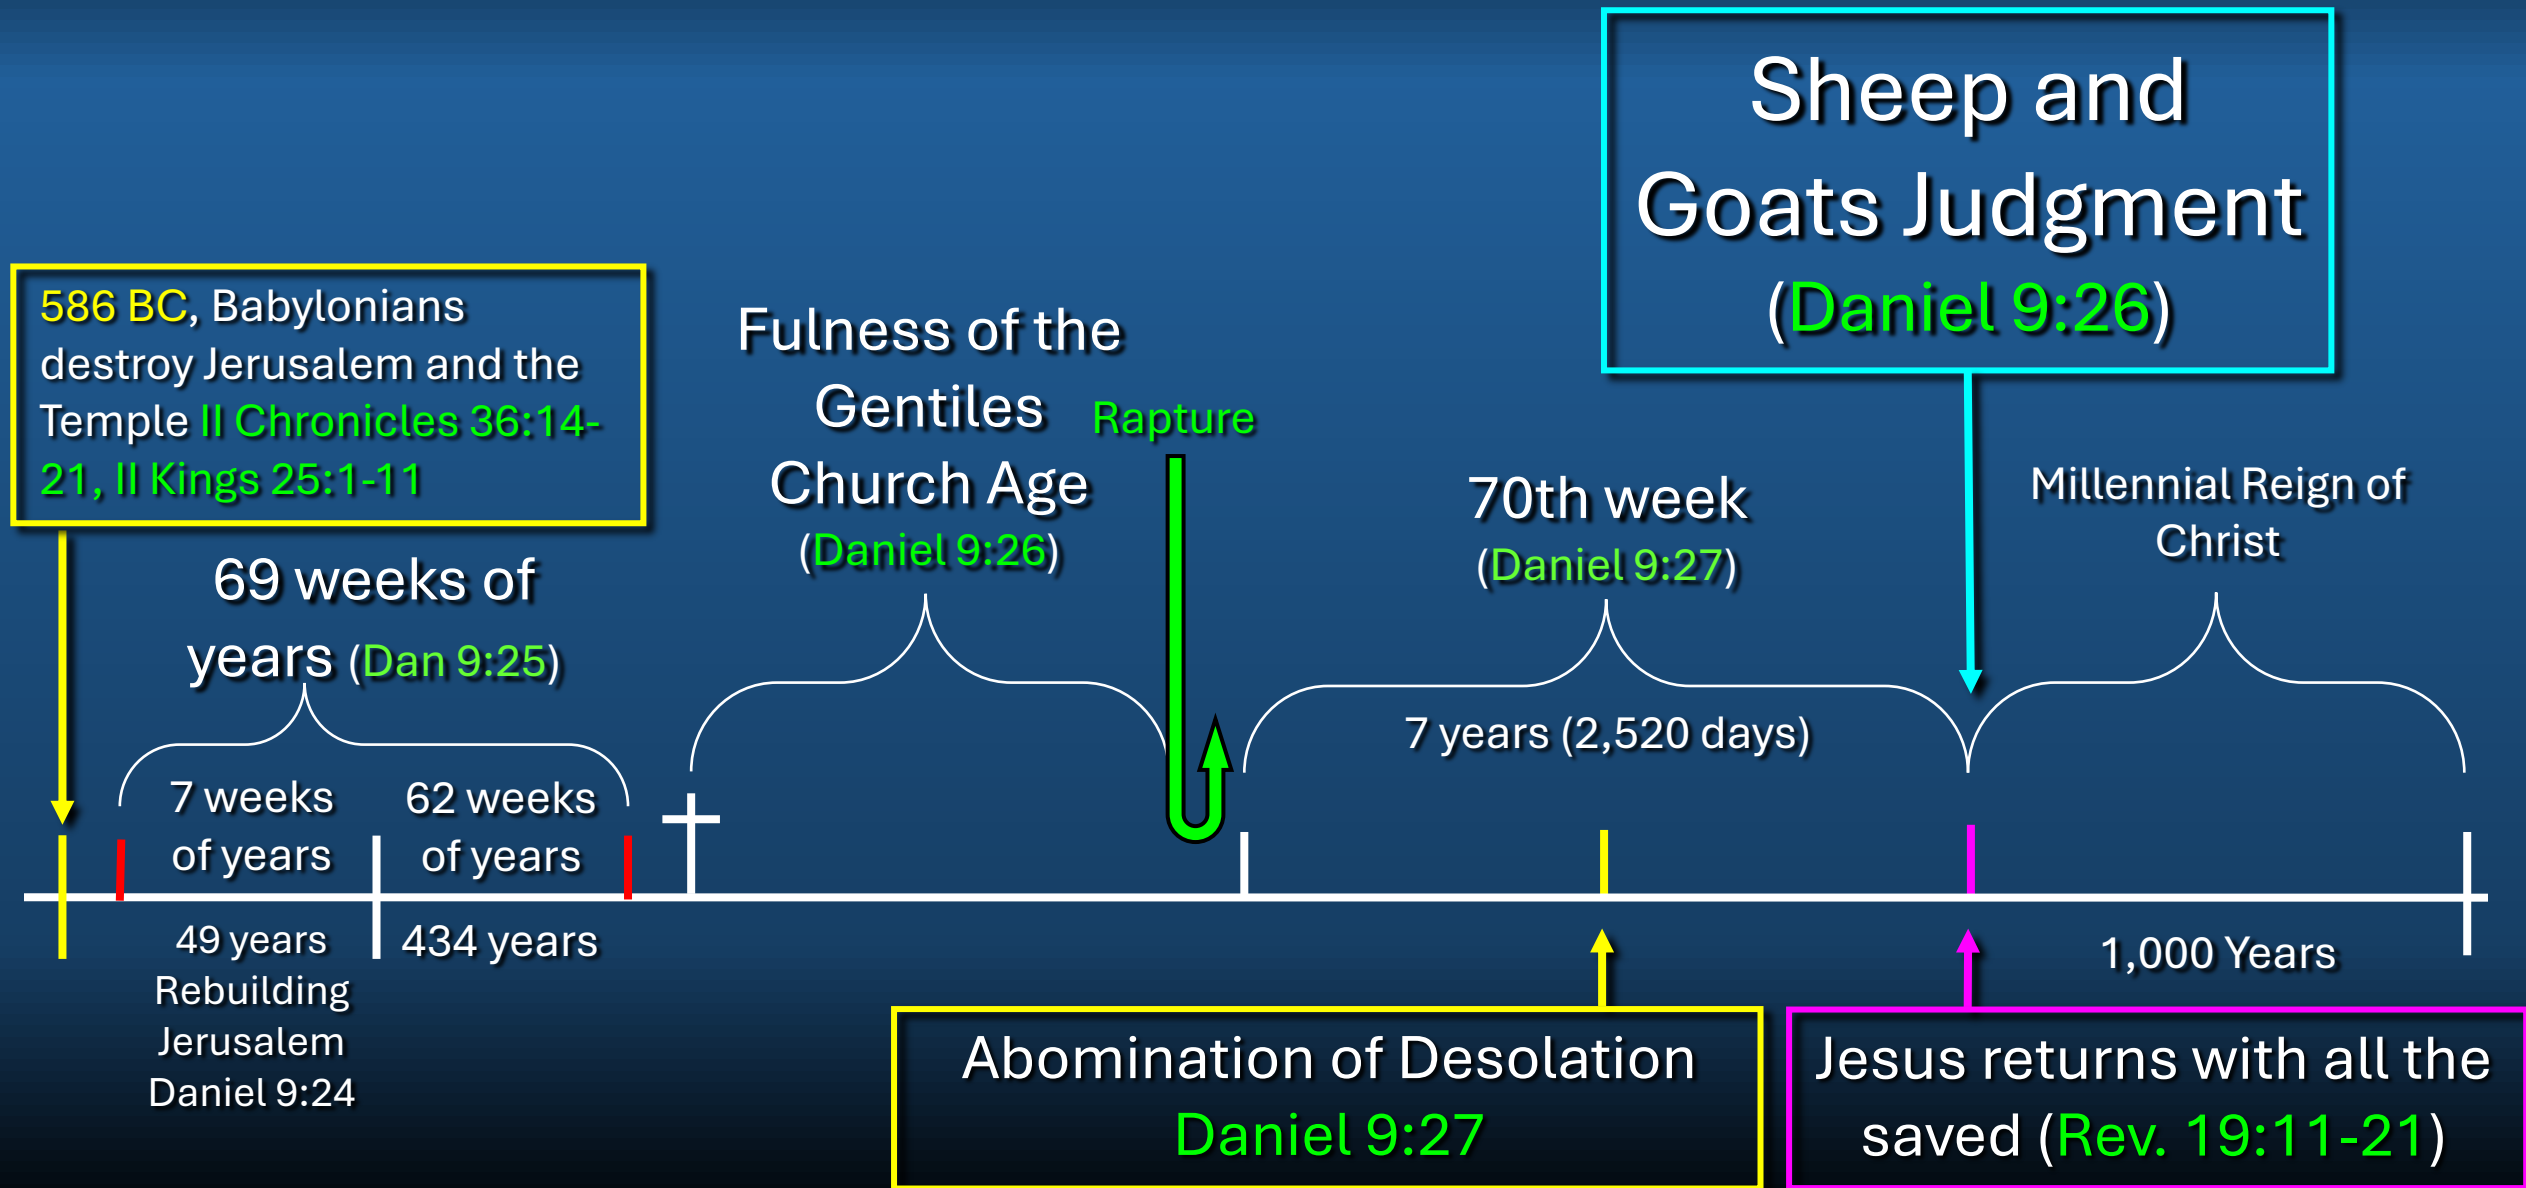 Sheep and
Goats Judgment
(Daniel 9:26)
586 BC, Babylonians
destroy Jerusalem and the
Temple II Chronicles 36:14-
21, II Kings 25:1-11
69 weeks of
years (Dan 9:25)
7 weeks
of years
62 weeks
of years
49 years
Rebuilding
Jerusalem
Daniel 9:24
434 years
Fulness of the
Gentiles
Church Age
(Daniel 9:26)
Rapture
70th week
(Daniel 9:27)
7 years (2,520 days)
Millennial Reign of
Christ
1,000 Years
Abomination of Desolation
Daniel 9:27
Jesus returns with all the
saved (Rev. 19:11-21)